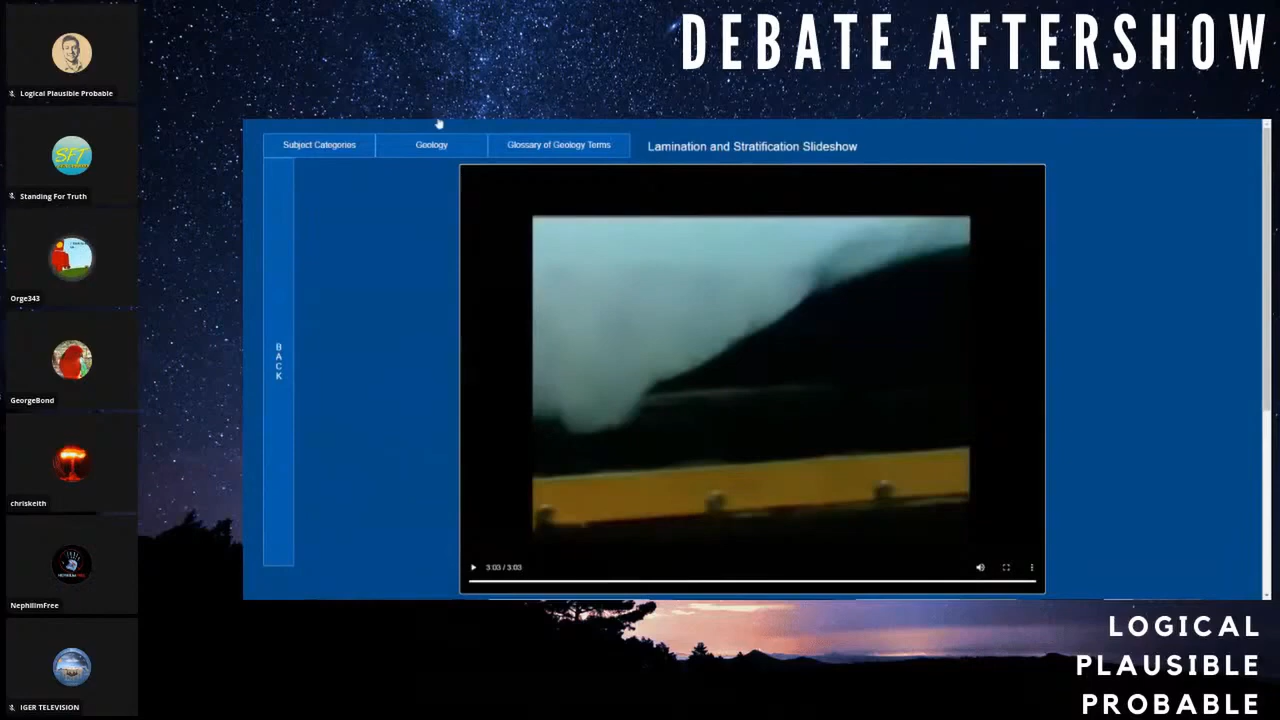 DEBATE AFTERSHOW
Logical Plausible Probable
SFT
Standing For Truth
Orge343
GeorgeBond
chriskeith
NephilimFree
IGER TELEVISION
Subject Categories
Geology
Glossary of Geology Terms
Lamination and Stratification Slideshow
BACK
3:03 / 3:03
LOGICAL
PLAUSIBLE
PROBABLE